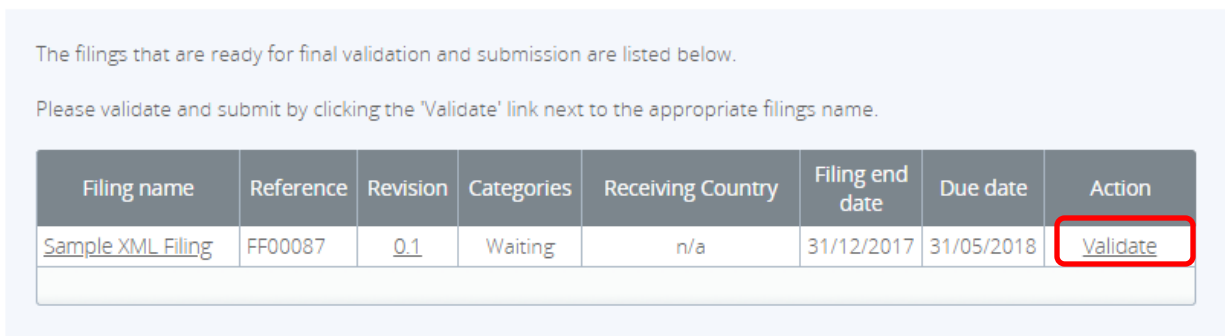 The filings that are ready for final validation and submission are listed below.
Please validate and submit by clicking the 'Validate' link next to the appropriate filings name.
Filing name Reference Revision Categories Receiving Country Filing end date Due date Action
Sample XML Filing FF00087 0.1 Waiting n/a 31/12/2017 31/05/2018 Validate